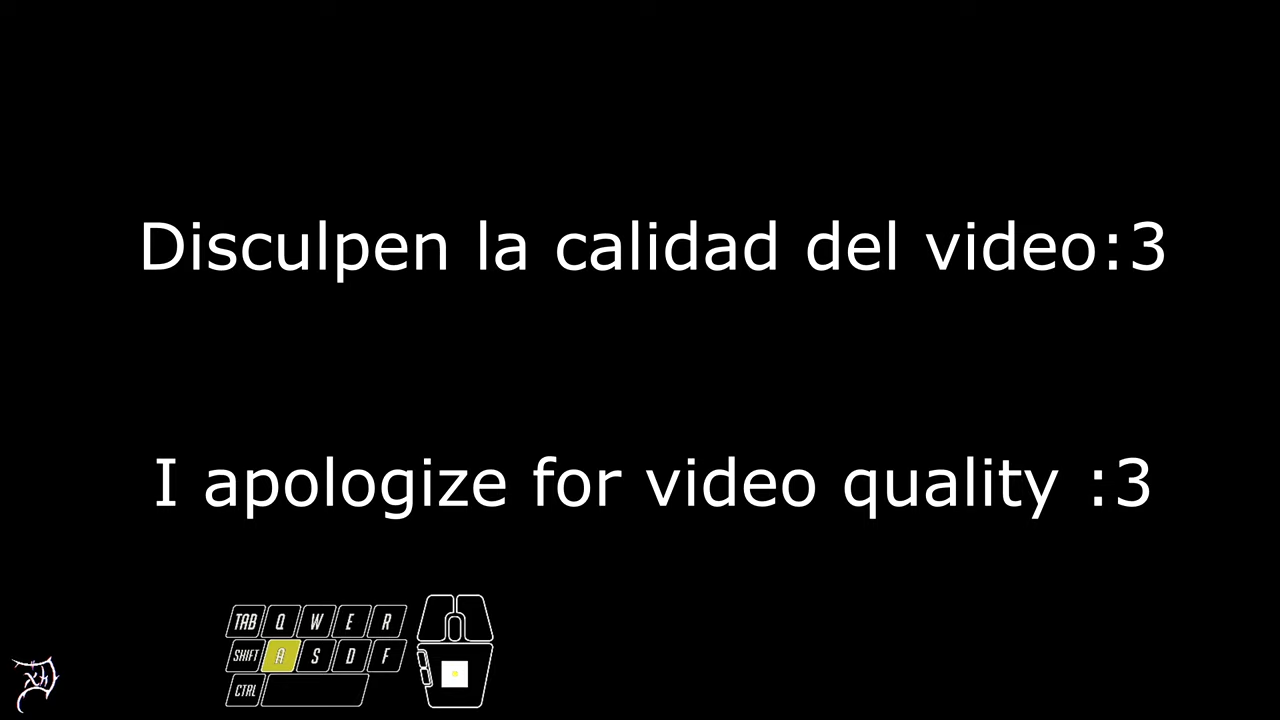 Disculpen la calidad del video:3
I apologize for video quality :3
TAB Q W E R
SHIFT A S D F
CTRL